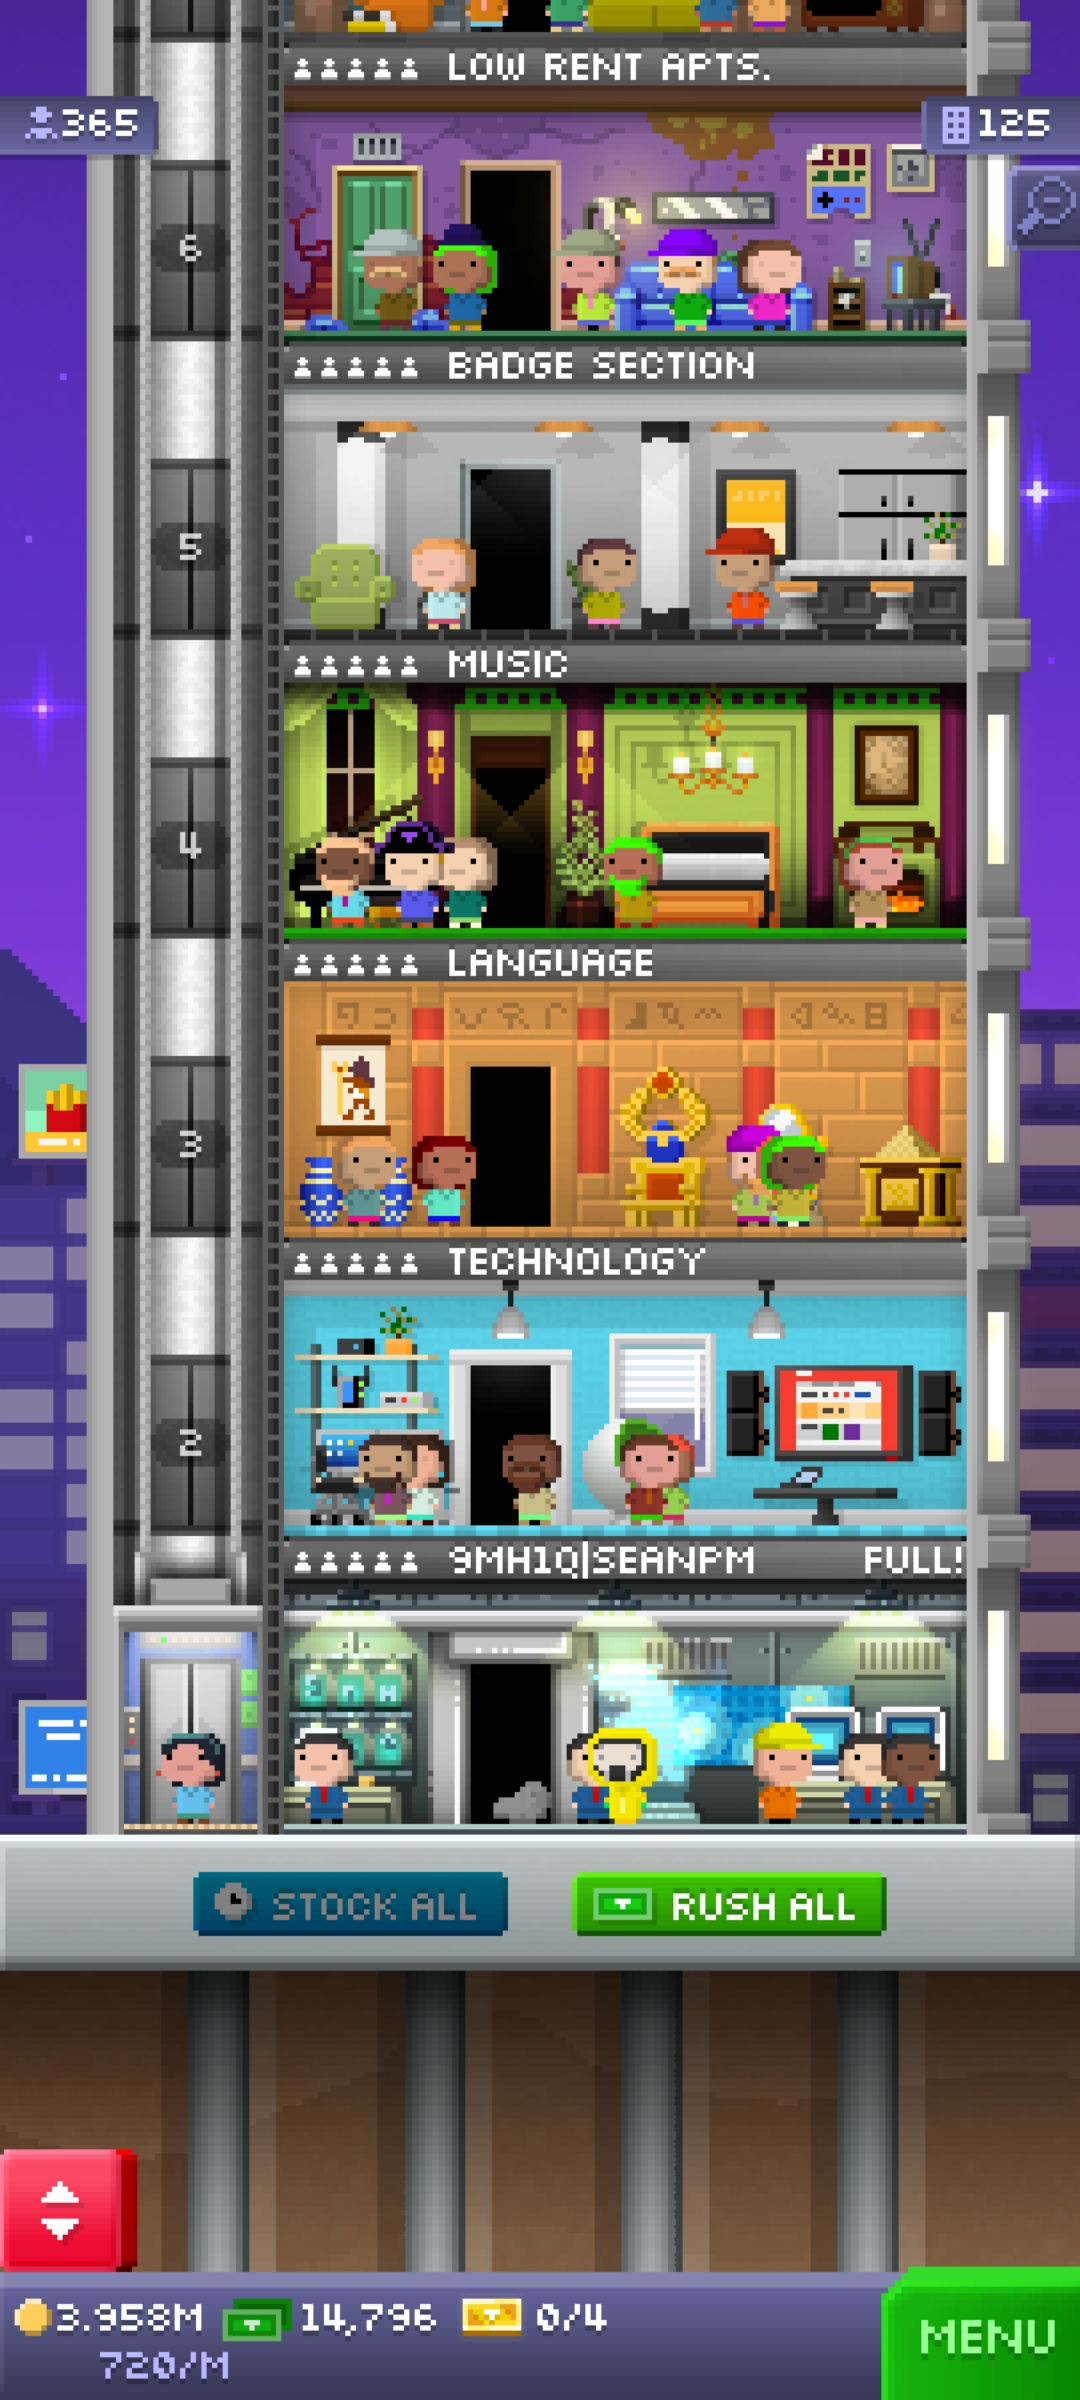 LOW RENT APTS.
365
125
6
BADGE SECTION
5
MUSIC
4
LANGUAGE
3
TECHNOLOGY
2
9MH1Q|SEANPM FULL!
STOCK ALL
RUSH ALL
3.958M 14,796 0/4
720/M
MENU